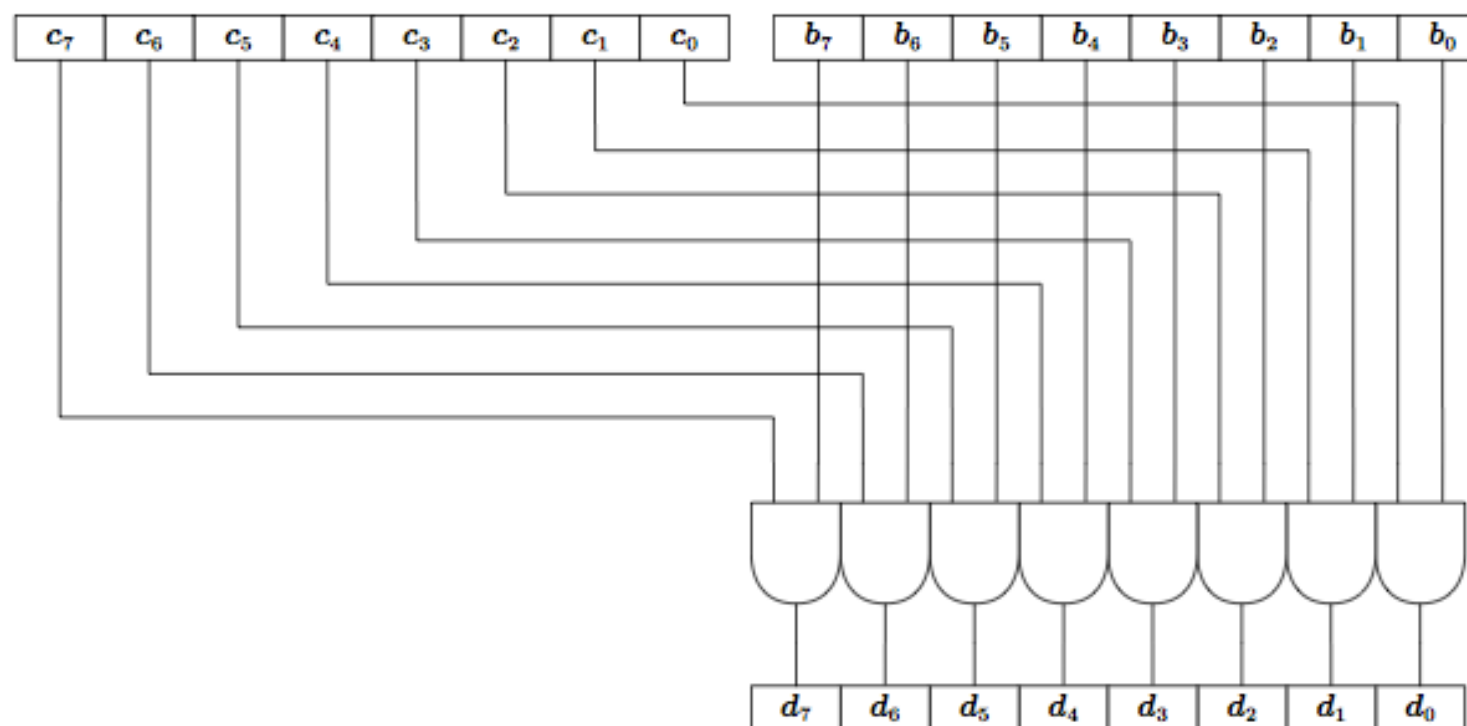 c₇ c₆ c₅ c₄ c₃ c₂ c₁ c₀ b₇ b₆ b₅ b₄ b₃ b₂ b₁ b₀
d₇ d₆ d₅ d₄ d₃ d₂ d₁ d₀